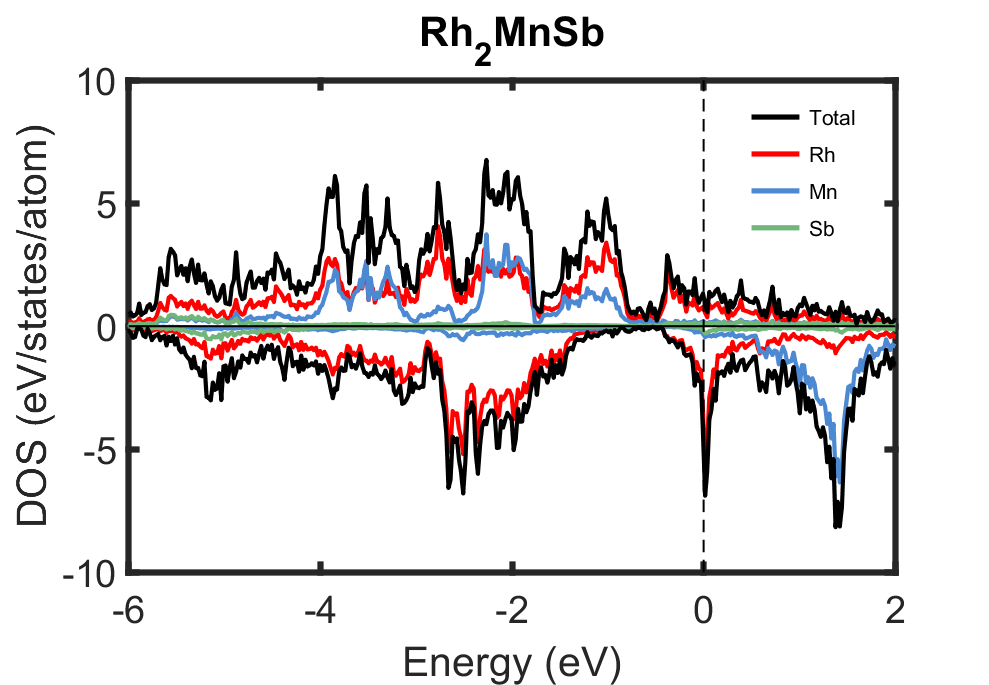 Rh₂MnSb
DOS (eV/states/atom)
10
5
0
-5
-10
Total
Rh
Mn
Sb
-6 -4 -2 0 2
Energy (eV)